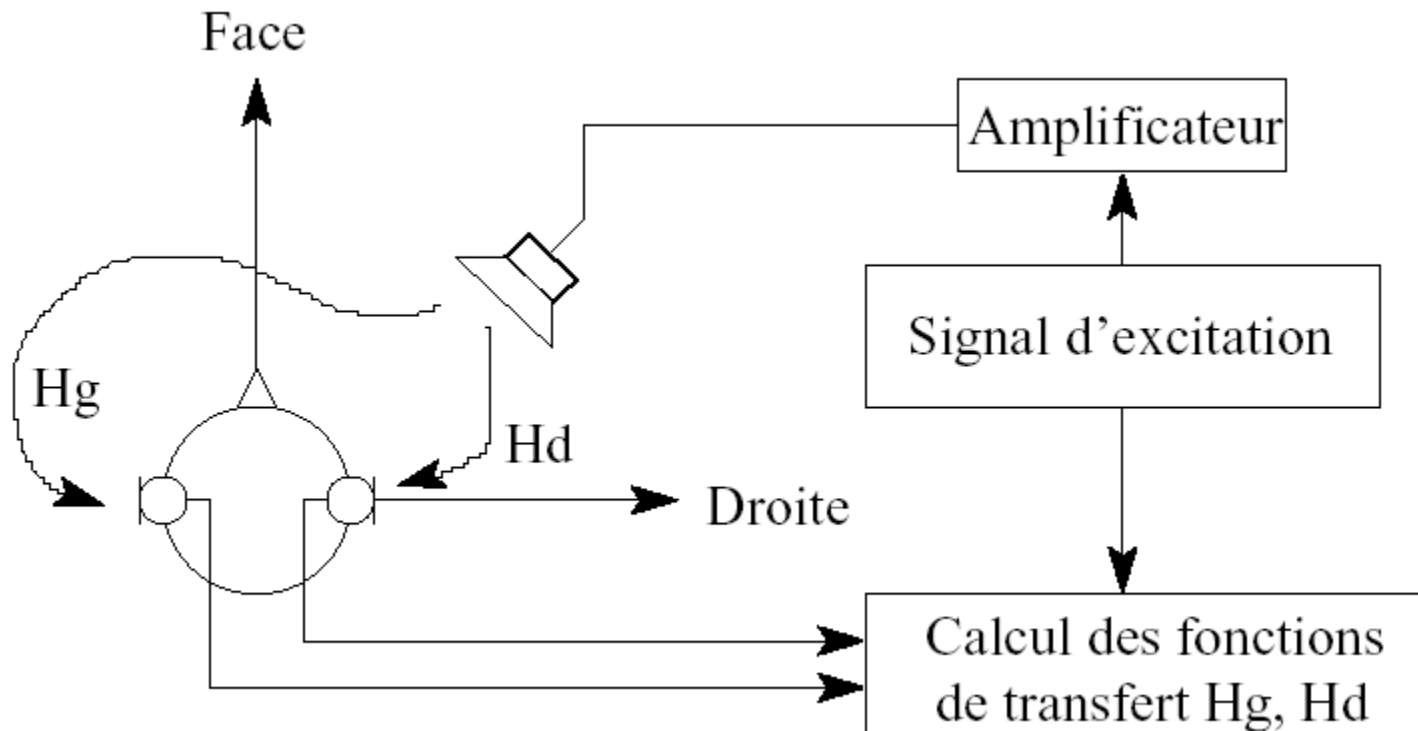 Face
Amplificateur
Signal d’excitation
Hg
Hd
Droite
Calcul des fonctions
de transfert Hg, Hd